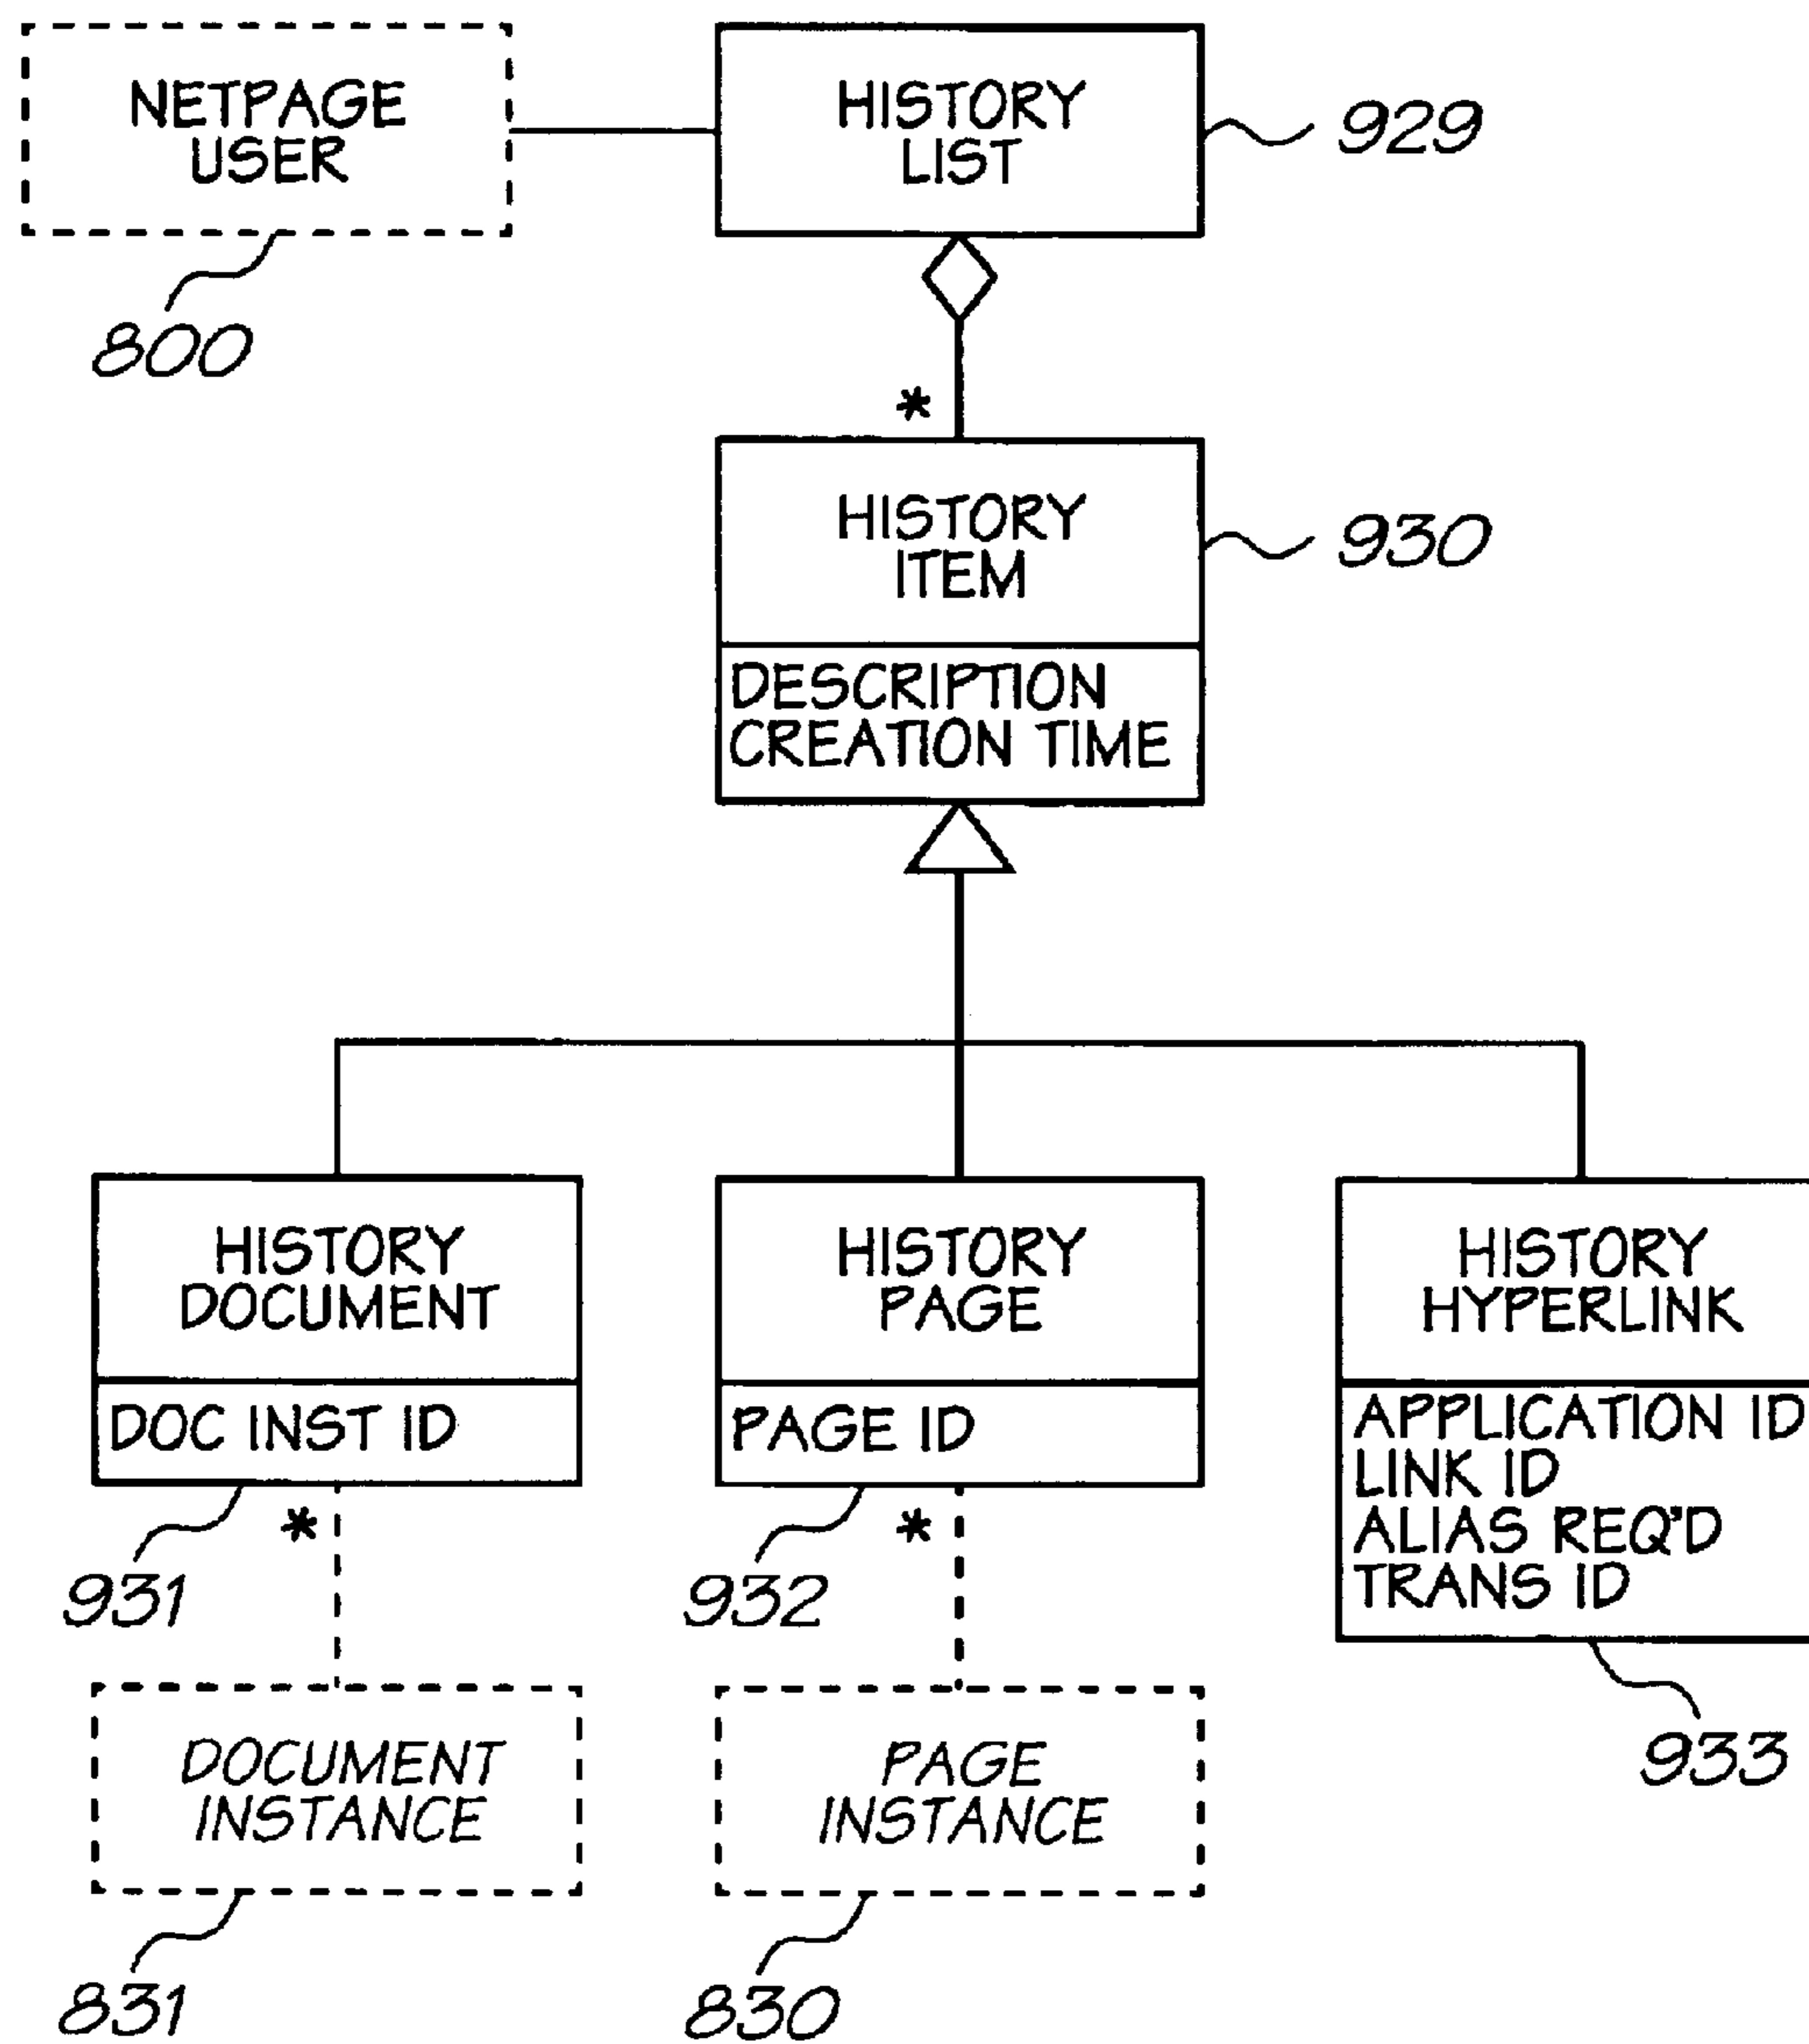 NETPAGE
USER
800
HISTORY
LIST
929
*
HISTORY
ITEM
930
DESCRIPTION
CREATION TIME
HISTORY
DOCUMENT
DOC INST ID
931
*
HISTORY
PAGE
PAGE ID
932
*
HISTORY
HYPERLINK
APPLICATION ID
LINK ID
ALIAS REQ'D
TRANS ID
933
DOCUMENT
INSTANCE
831
PAGE
INSTANCE
830